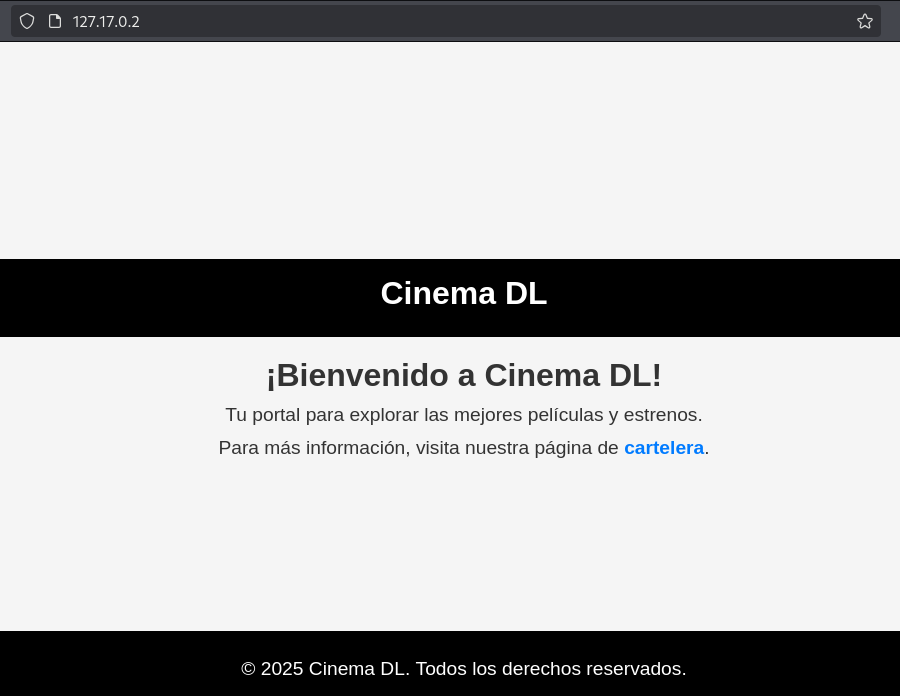 127.17.0.2
Cinema DL
¡Bienvenido a Cinema DL!
Tu portal para explorar las mejores películas y estrenos.
Para más información, visita nuestra página de cartelera.
© 2025 Cinema DL. Todos los derechos reservados.